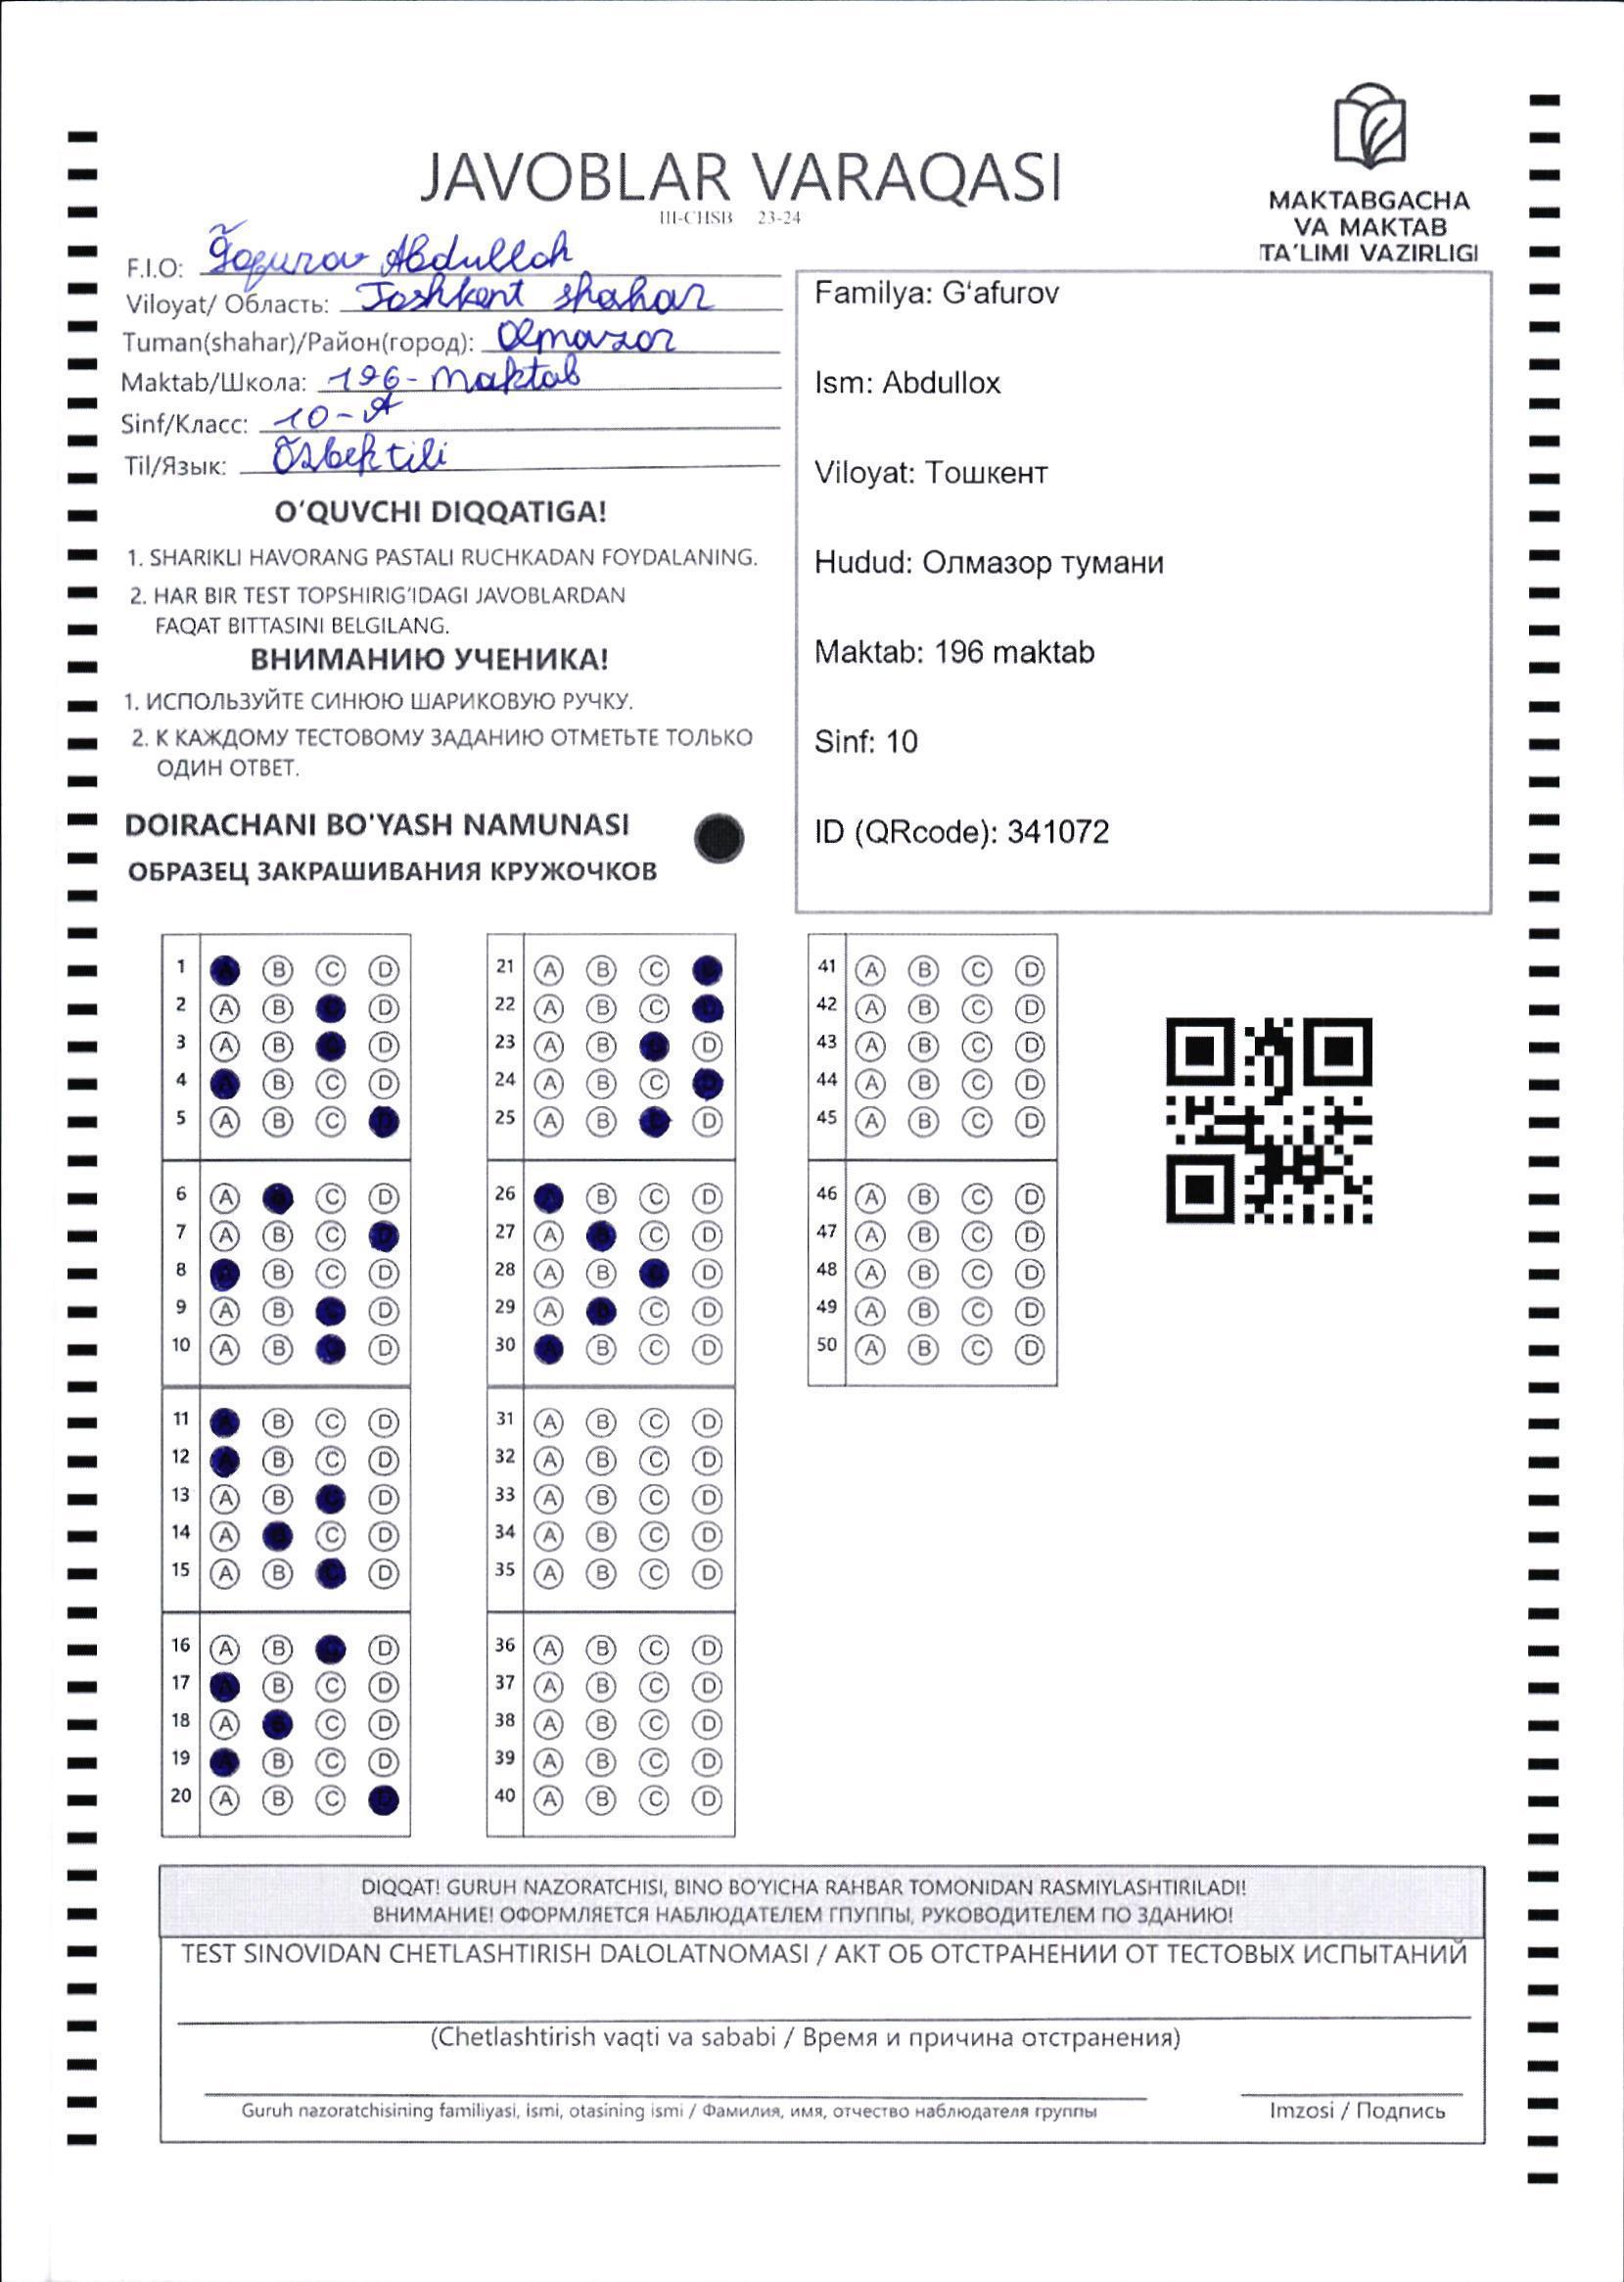 JAVOBLAR VARAQASI
III-CHSB 23-24
MAKTABGACHA
VA MAKTAB
TA'LIMI VAZIRLIGI
F.I.O: Ğofurov Abdulloh
Viloyat/ Область: Toshkent shahar
Tuman(shahar)/Район(город): Olmazor
Maktab/Школа: 196-maktab
Sinf/Класс: 10-A
Til/Язык: Õzbek tili
O'QUVCHI DIQQATIGA!
1. SHARIKLI HAVORANG PASTALI RUCHKADAN FOYDALANING.
2. HAR BIR TEST TOPSHIRIG'IDAGI JAVOBLARDAN
FAQAT BITTASINI BELGILANG.
ВНИМАНИЮ УЧЕНИКА!
1. ИСПОЛЬЗУЙТЕ СИНЮЮ ШАРИКОВУЮ РУЧКУ.
2. К КАЖДОМУ ТЕСТОВОМУ ЗАДАНИЮ ОТМЕТЬТЕ ТОЛЬКО
ОДИН ОТВЕТ.
DOIRACHANI BO'YASH NAMUNASI
ОБРАЗЕЦ ЗАКРАШИВАНИЯ КРУЖОЧКОВ
Familya: G‘afurov
Ism: Abdullox
Viloyat: Тошкент
Hudud: Олмазор тумани
Maktab: 196 maktab
Sinf: 10
ID (QRcode): 341072
1 A B C D
2 A B C D
3 A B C D
4 A B C D
5 A B C D
6 A B C D
7 A B C D
8 A B C D
9 A B C D
10 A B C D
11 A B C D
12 A B C D
13 A B C D
14 A B C D
15 A B C D
16 A B C D
17 A B C D
18 A B C D
19 A B C D
20 A B C D
21 A B C D
22 A B C D
23 A B C D
24 A B C D
25 A B C D
26 A B C D
27 A B C D
28 A B C D
29 A B C D
30 A B C D
31 A B C D
32 A B C D
33 A B C D
34 A B C D
35 A B C D
36 A B C D
37 A B C D
38 A B C D
39 A B C D
40 A B C D
41 A B C D
42 A B C D
43 A B C D
44 A B C D
45 A B C D
46 A B C D
47 A B C D
48 A B C D
49 A B C D
50 A B C D
DIQQAT! GURUH NAZORATCHISI, BINO BO'YICHA RAHBAR TOMONIDAN RASMIYLASHTIRILADI!
ВНИМАНИЕ! ОФОРМЛЯЕТСЯ НАБЛЮДАТЕЛЕМ ГПУППЫ, РУКОВОДИТЕЛЕМ ПО ЗДАНИЮ!
TEST SINOVIDAN CHETLASHTIRISH DALOLATNOMASI / АКТ ОБ ОТСТРАНЕНИИ ОТ ТЕСТОВЫХ ИСПЫТАНИЙ
(Chetlashtirish vaqti va sababi / Время и причина отстранения)
Guruh nazoratchisining familiyasi, ismi, otasining ismi / Фамилия, имя, отчество наблюдателя группы
Imzosi / Подпись